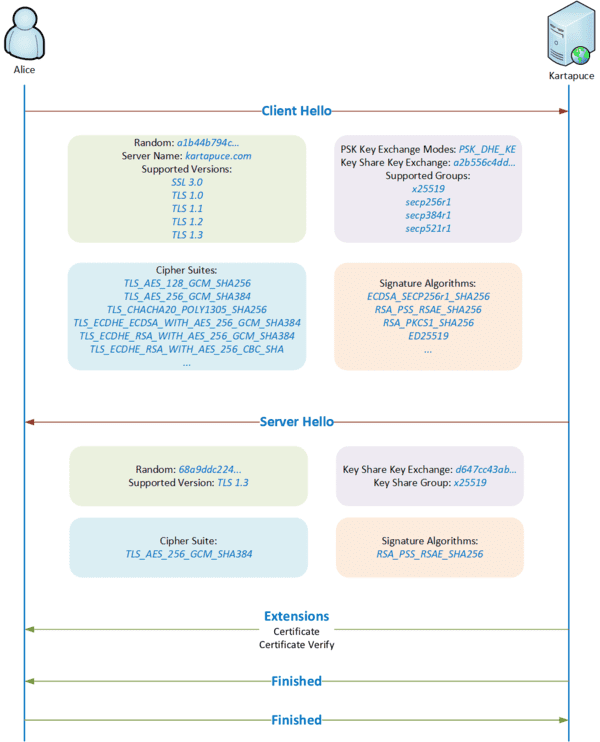 Alice
Kartapuce
Client Hello
Random: a1b44b794c...
Server Name: kartapuce.com
Supported Versions:
SSL 3.0
TLS 1.0
TLS 1.1
TLS 1.2
TLS 1.3
PSK Key Exchange Modes: PSK_DHE_KE
Key Share Key Exchange: a2b556c4dd...
Supported Groups:
x25519
secp256r1
secp384r1
secp521r1
Cipher Suites:
TLS_AES_128_GCM_SHA256
TLS_AES_256_GCM_SHA384
TLS_CHACHA20_POLY1305_SHA256
TLS_ECDHE_ECDSA_WITH_AES_256_GCM_SHA384
TLS_ECDHE_RSA_WITH_AES_256_GCM_SHA384
TLS_ECDHE_RSA_WITH_AES_256_CBC_SHA
...
Signature Algorithms:
ECDSA_SECP256r1_SHA256
RSA_PSS_RSAE_SHA256
RSA_PKCS1_SHA256
ED25519
...
Server Hello
Random: 68a9ddc224...
Supported Version: TLS 1.3
Key Share Key Exchange: d647cc43ab...
Key Share Group: x25519
Cipher Suite:
TLS_AES_256_GCM_SHA384
Signature Algorithms:
RSA_PSS_RSAE_SHA256
Extensions
Certificate
Certificate Verify
Finished
Finished